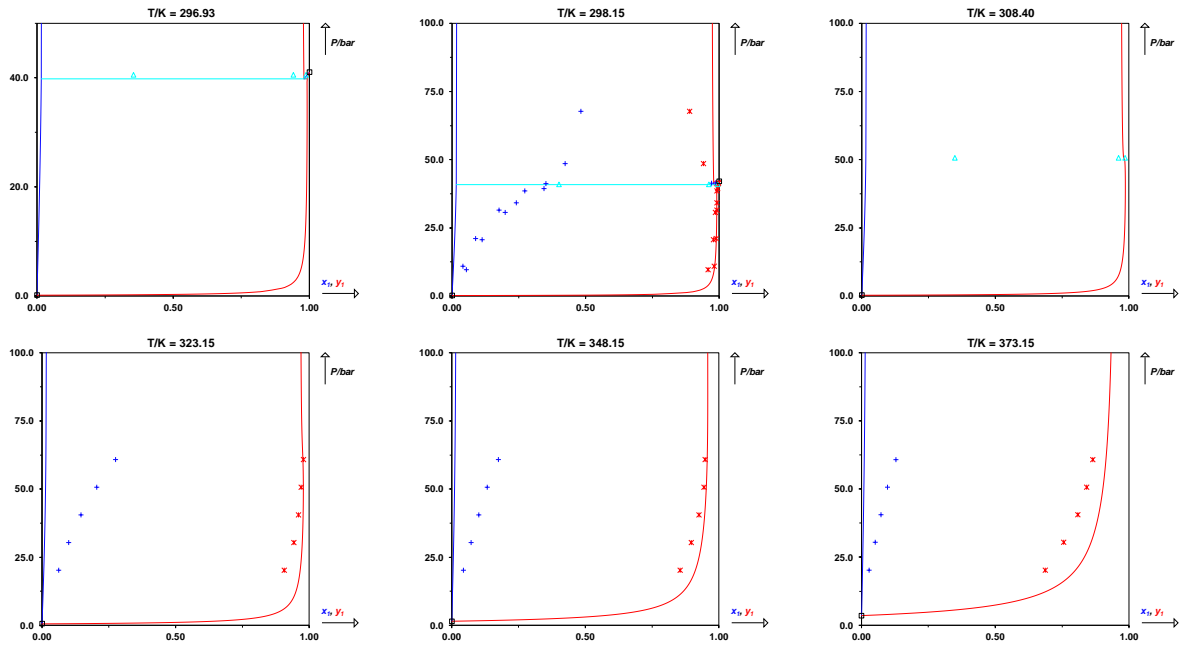 T/K = 296.93
P/bar
40.0
20.0
0.0
0.00
0.50
1.00
x₁, y₁
T/K = 298.15
P/bar
100.0
75.0
50.0
25.0
0.0
0.00
0.50
1.00
x₁, y₁
T/K = 308.40
P/bar
100.0
75.0
50.0
25.0
0.0
0.00
0.50
1.00
x₁, y₁
T/K = 323.15
P/bar
100.0
75.0
50.0
25.0
0.0
0.00
0.50
1.00
x₁, y₁
T/K = 348.15
P/bar
100.0
75.0
50.0
25.0
0.0
0.00
0.50
1.00
x₁, y₁
T/K = 373.15
P/bar
100.0
75.0
50.0
25.0
0.0
0.00
0.50
1.00
x₁, y₁